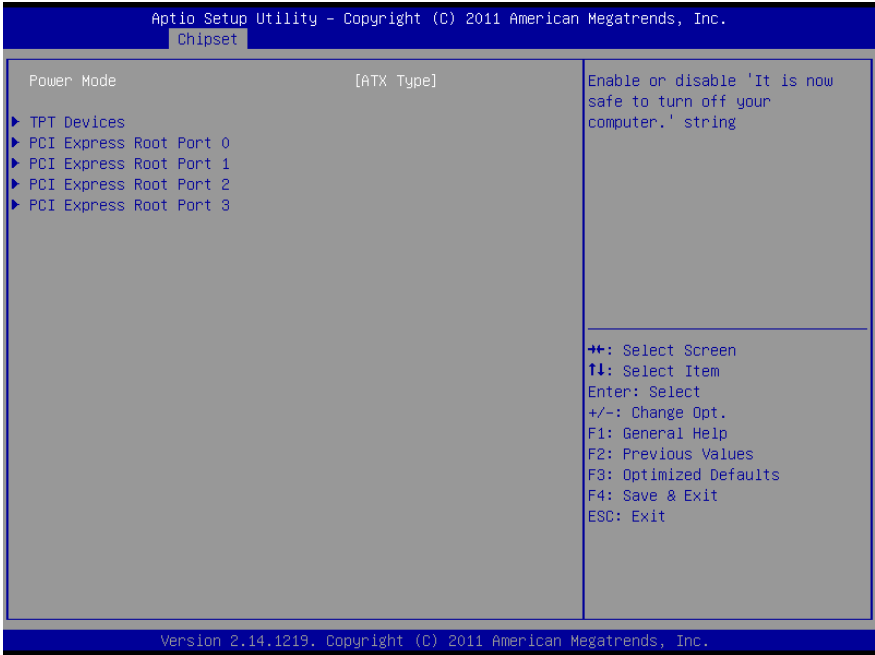 Aptio Setup Utility – Copyright (C) 2011 American Megatrends, Inc.
Chipset
Power Mode [ATX Type]
▶ TPT Devices
▶ PCI Express Root Port 0
▶ PCI Express Root Port 1
▶ PCI Express Root Port 2
▶ PCI Express Root Port 3
Enable or disable 'It is now
safe to turn off your
computer.' string
→←: Select Screen
↑↓: Select Item
Enter: Select
+/-: Change Opt.
F1: General Help
F2: Previous Values
F3: Optimized Defaults
F4: Save & Exit
ESC: Exit
Version 2.14.1219. Copyright (C) 2011 American Megatrends, Inc.